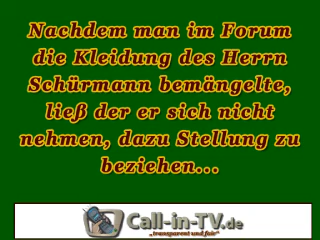 Nachdem man im Forum
die Kleidung des Herrn
Schürmann bemängelte,
ließ der er sich nicht
nehmen, dazu Stellung zu
beziehen...
Call-in-TV.de
„transparent und fair"